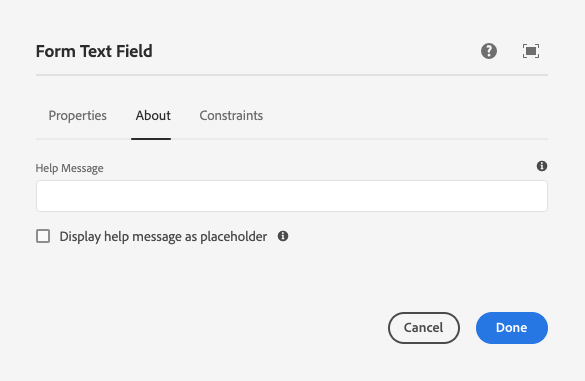 Form Text Field
Properties About Constraints
Help Message
Display help message as placeholder
Cancel Done